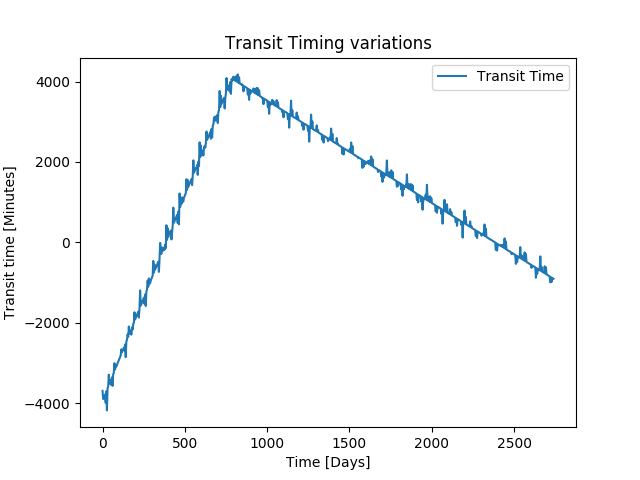 Transit Timing variations
Transit Time
Transit time [Minutes]
4000
2000
0
−2000
−4000
0 500 1000 1500 2000 2500
Time [Days]